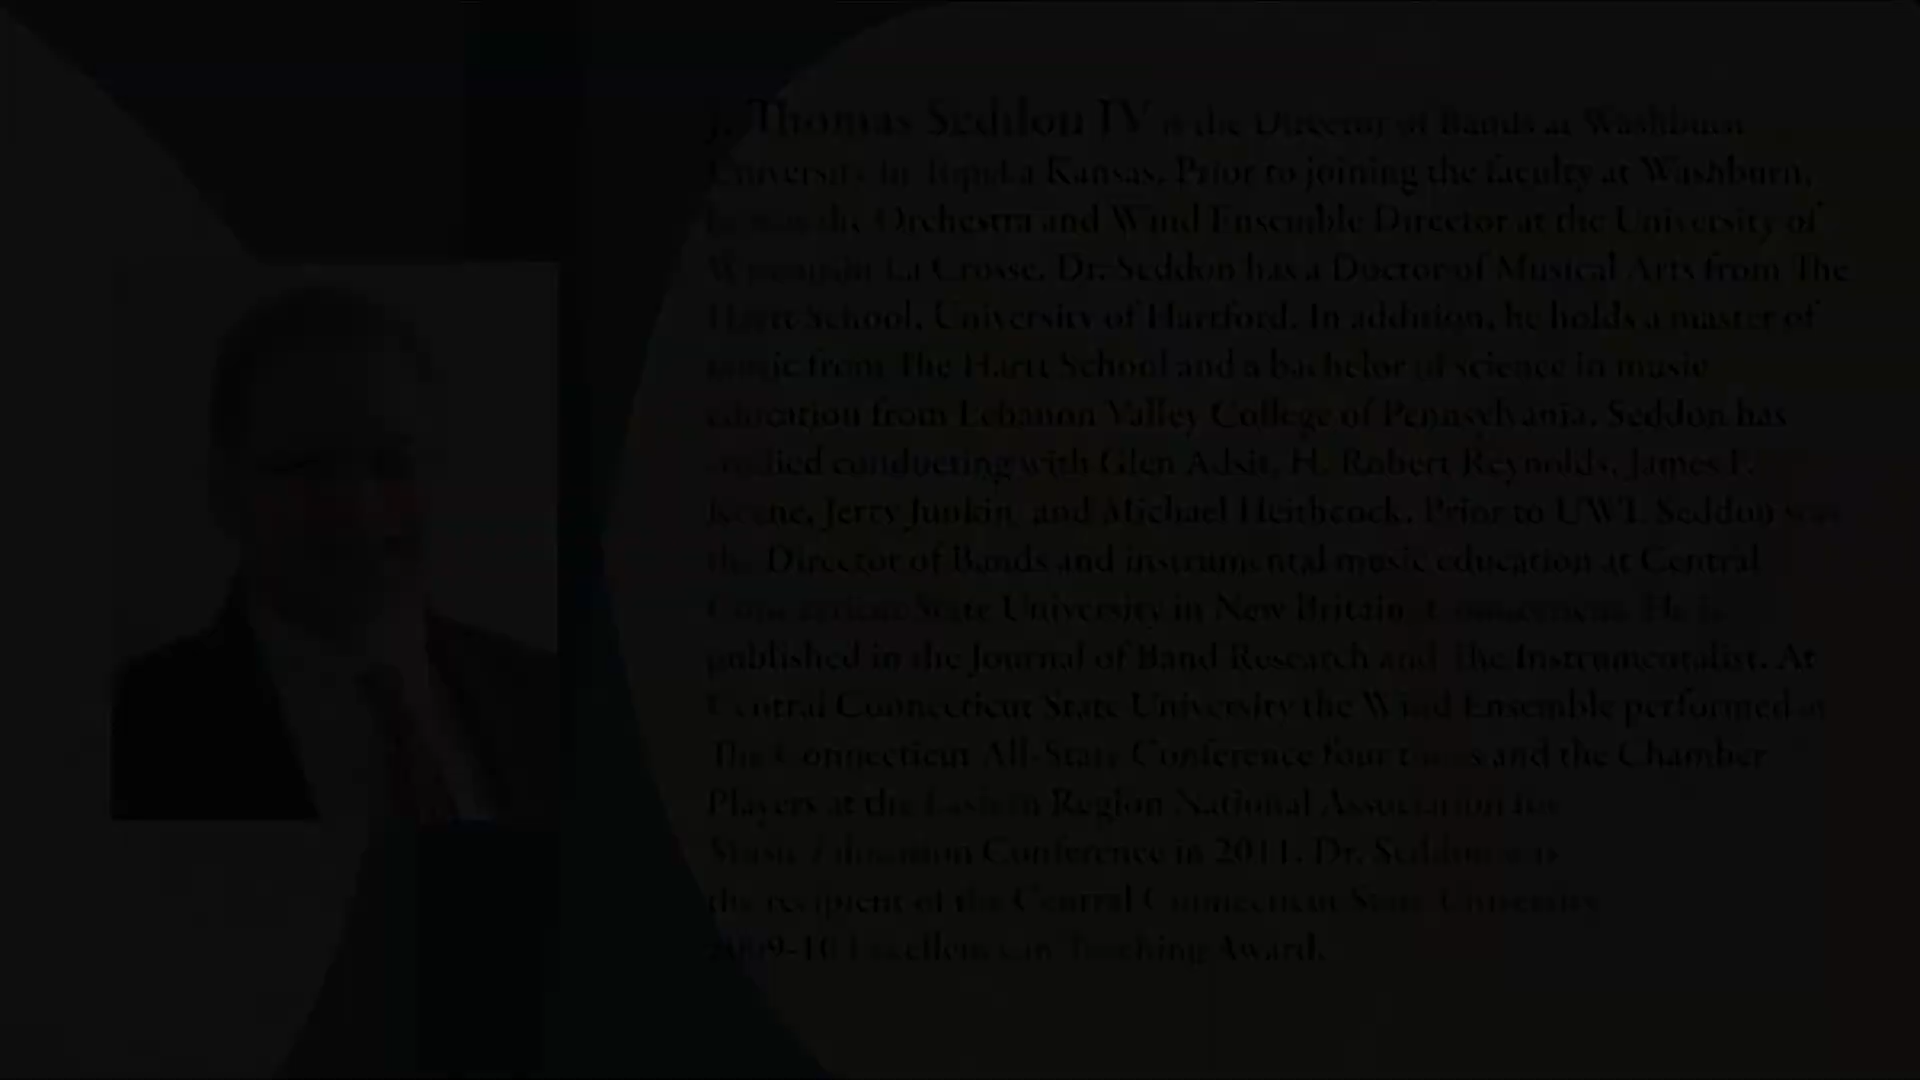 J. Thomas Seddon IV is the Director of Bands at Washburn
University in Topeka Kansas. Prior to joining the faculty at Washburn,
he was the Orchestra and Wind Ensemble Director at the University of
Wisconsin La Crosse. Dr. Seddon has a Doctor of Musical Arts from The
Hartt School, University of Hartford. In addition, he holds a master of
music from The Hartt School and a bachelor of science in music
education from Lebanon Valley College of Pennsylvania. Seddon has
studied conducting with Glen Adsit, H. Robert Reynolds, James F.
Keene, Jerry Junkin, and Michael Heithcock. Prior to UWL Seddon was
the Director of Bands and instrumental music education at Central
Connecticut State University in New Britain, Connecticut. He is
published in the Journal of Band Research and The Instrumentalist. At
Central Connecticut State University the Wind Ensemble performed at
The Connecticut All-State Conference four times and the Chamber
Players at the Eastern Region National Association for
Music Education Conference in 2011. Dr. Seddon was
the recipient of the Central Connecticut State University
2009-10 Excellence in Teaching Award.